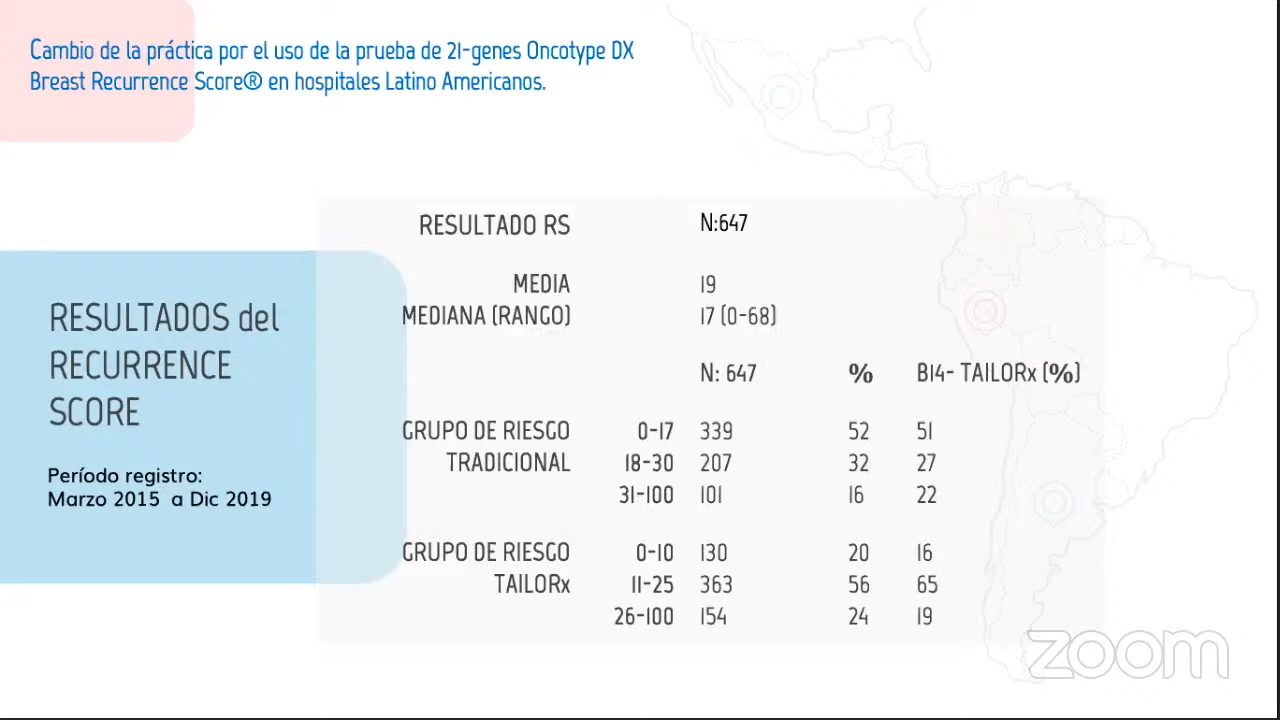 Cambio de la práctica por el uso de la prueba de 21-genes Oncotype DX
Breast Recurrence Score® en hospitales Latino Americanos.
RESULTADOS del
RECURRENCE
SCORE
Período registro:
Marzo 2015 a Dic 2019
RESULTADO RS N:647
MEDIA 19
MEDIANA (RANGO) 17 (0-68)
N: 647 % B14- TAILORx (%)
GRUPO DE RIESGO 0-17 339 52 51
TRADICIONAL 18-30 207 32 27
31-100 101 16 22
GRUPO DE RIESGO 0-10 130 20 16
TAILORx 11-25 363 56 65
26-100 154 24 19
zoom